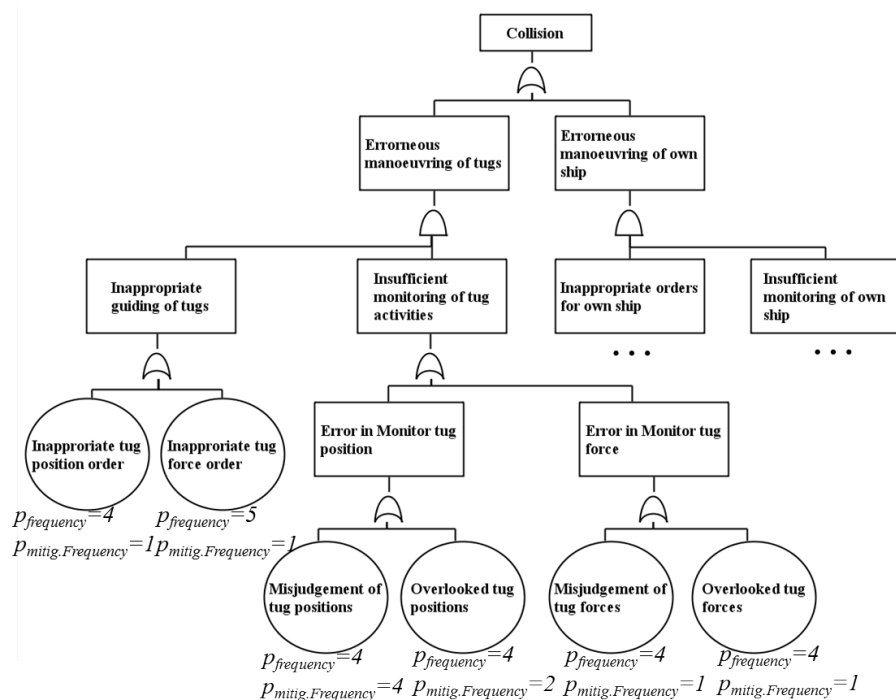 Collision
Errorneous
manoeuvring of tugs
Errorneous
manoeuvring of own
ship
Inappropriate
guiding of tugs
Insufficient
monitoring of tug
activities
Inappropriate orders
for own ship
Insufficient
monitoring of own
ship
• • •
• • •
Inapproriate tug
position order
Inapproriate tug
force order
Error in Monitor tug
position
Error in Monitor tug
force
p_frequency=4
p_mitig.Frequency=1
p_frequency=5
p_mitig.Frequency=1
Misjudgement of
tug positions
Overlooked tug
positions
Misjudgement of
tug forces
Overlooked tug
forces
p_frequency=4
p_mitig.Frequency=4
p_frequency=4
p_mitig.Frequency=2
p_frequency=4
p_mitig.Frequency=1
p_frequency=4
p_mitig.Frequency=1